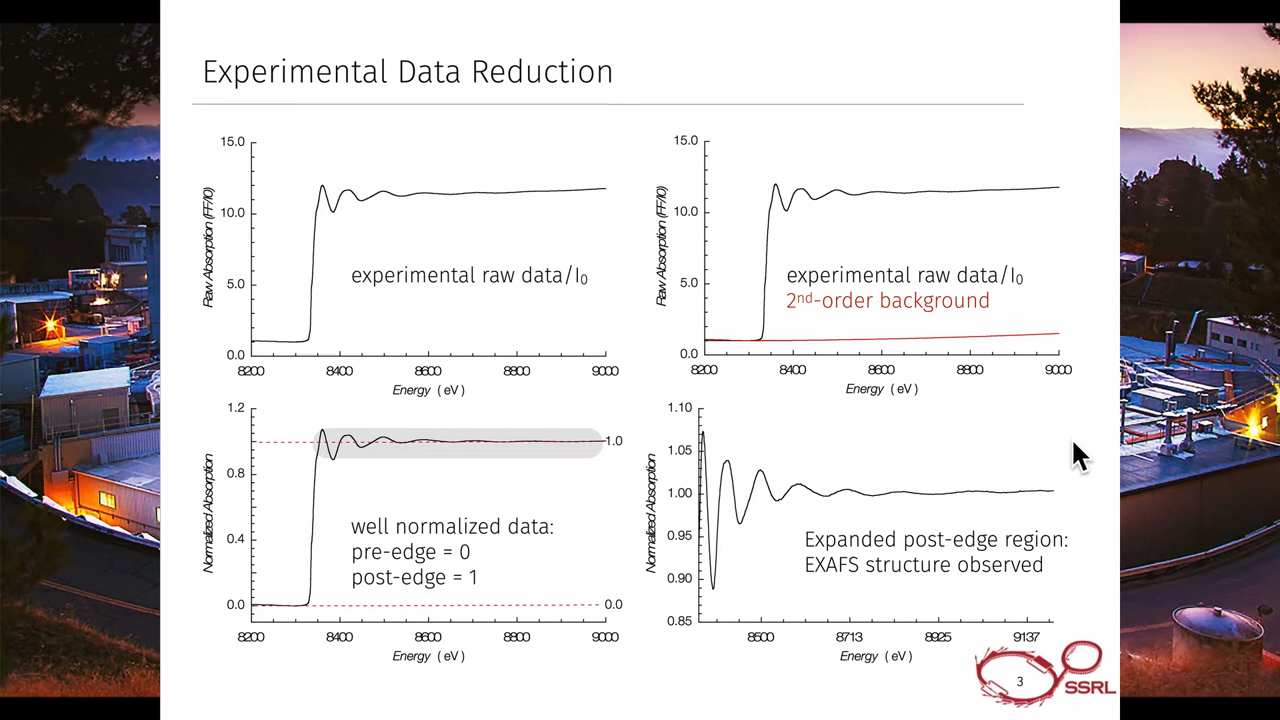 Experimental Data Reduction
15.0
10.0
5.0
0.0
8200 8400 8600 8800 9000
Energy ( eV )
Raw Absorption (FF/I0)
experimental raw data/I₀
15.0
10.0
5.0
0.0
8200 8400 8600 8800 9000
Energy ( eV )
Raw Absorption (FF/I0)
experimental raw data/I₀
2nd-order background
1.2
0.8
0.4
0.0
8200 8400 8600 8800 9000
Energy ( eV )
Normalized Absorption
1.0
0.0
well normalized data:
pre-edge = 0
post-edge = 1
1.10
1.05
1.00
0.95
0.90
0.85
8500 8713 8925 9137
Energy ( eV )
Normalized Absorption
Expanded post-edge region:
EXAFS structure observed
3
SSRL